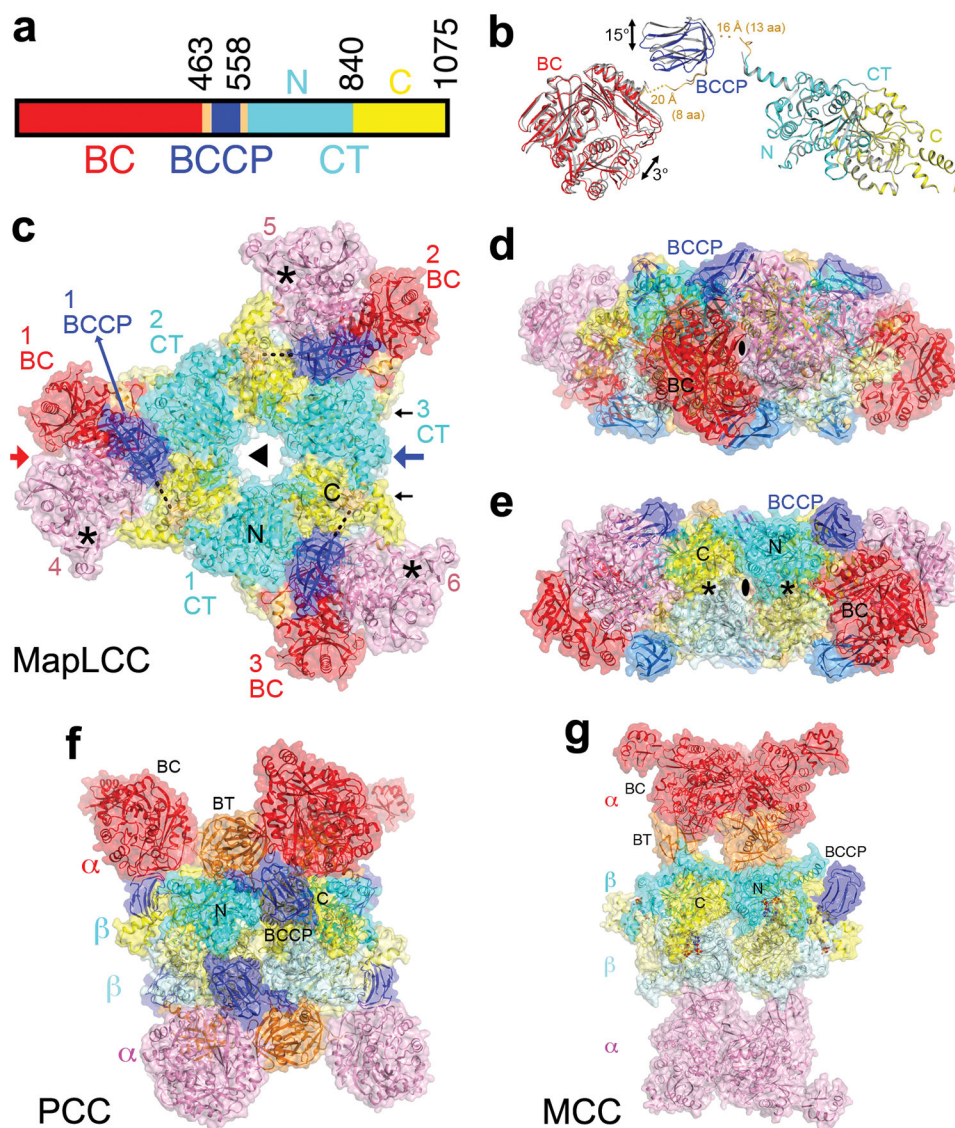 a
463
558
N
840
C
1075
BC
BCCP
CT
b
15°
16 Å (13 aa)
BC
BCCP
CT
20 Å
(8 aa)
N
C
3°
c
5
*
2
BC
1
BCCP
2
CT
1
BC
3
CT
C
N
*
*
4
6
1
CT
3
BC
MapLCC
d
BCCP
BC
e
BCCP
C
N
*
*
BC
f
BC
BT
α
N
C
β
BCCP
β
α
PCC
g
BC
α
BT
BCCP
β
N
C
β
α
MCC